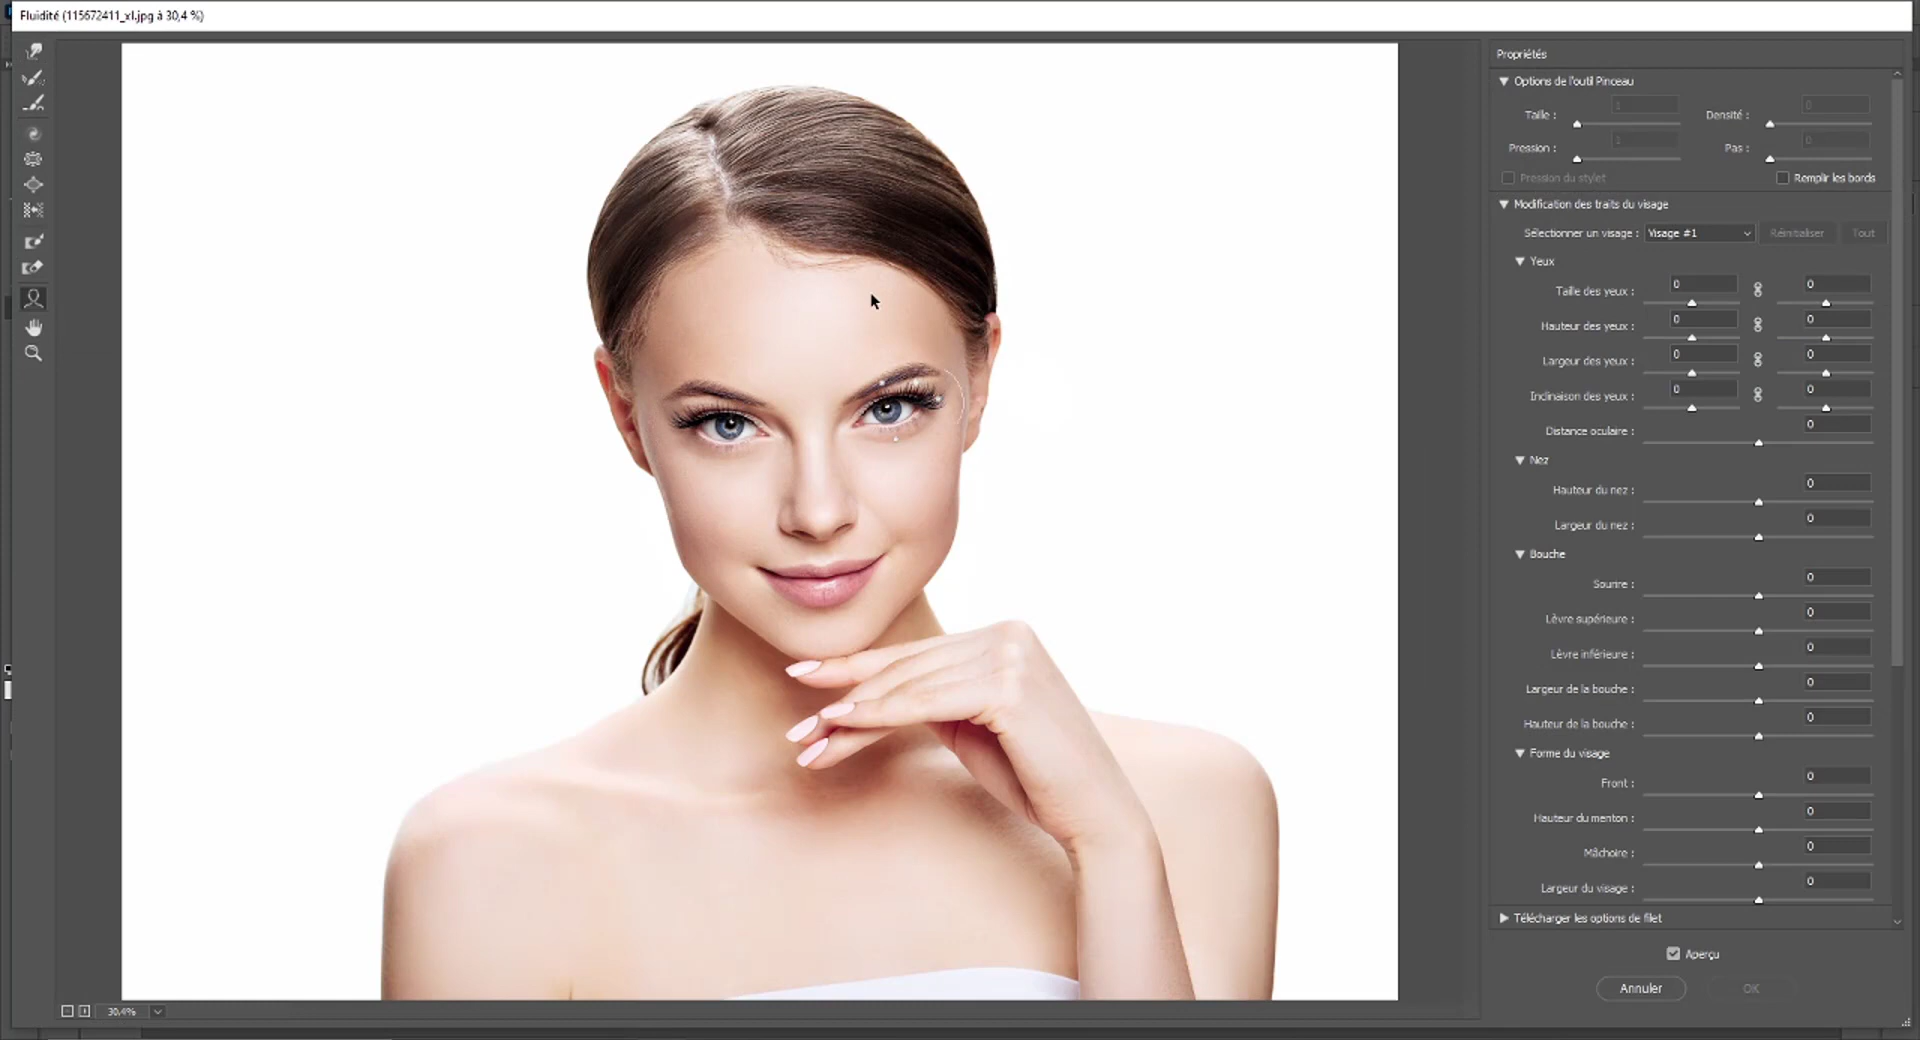 Fluidité (115672411_xl.jpg à 30,4 %)
Propriétés
Options de l'outil Pinceau
Taille : 1 Densité : 0
Pression : 1 Pas : 0
Pression du stylet Remplir les bords
Modification des traits du visage
Sélectionner un visage : Visage #1 Réinitialiser Tout
Yeux
Taille des yeux : 0 0
Hauteur des yeux : 0 0
Largeur des yeux : 0 0
Inclinaison des yeux : 0 0
Distance oculaire : 0
Nez
Hauteur du nez : 0
Largeur du nez : 0
Bouche
Sourire : 0
Lèvre supérieure : 0
Lèvre inférieure : 0
Largeur de la bouche : 0
Hauteur de la bouche : 0
Forme du visage
Front : 0
Hauteur du menton : 0
Mâchoire : 0
Largeur du visage : 0
Télécharger les options de filet
Aperçu
Annuler OK
30,4%